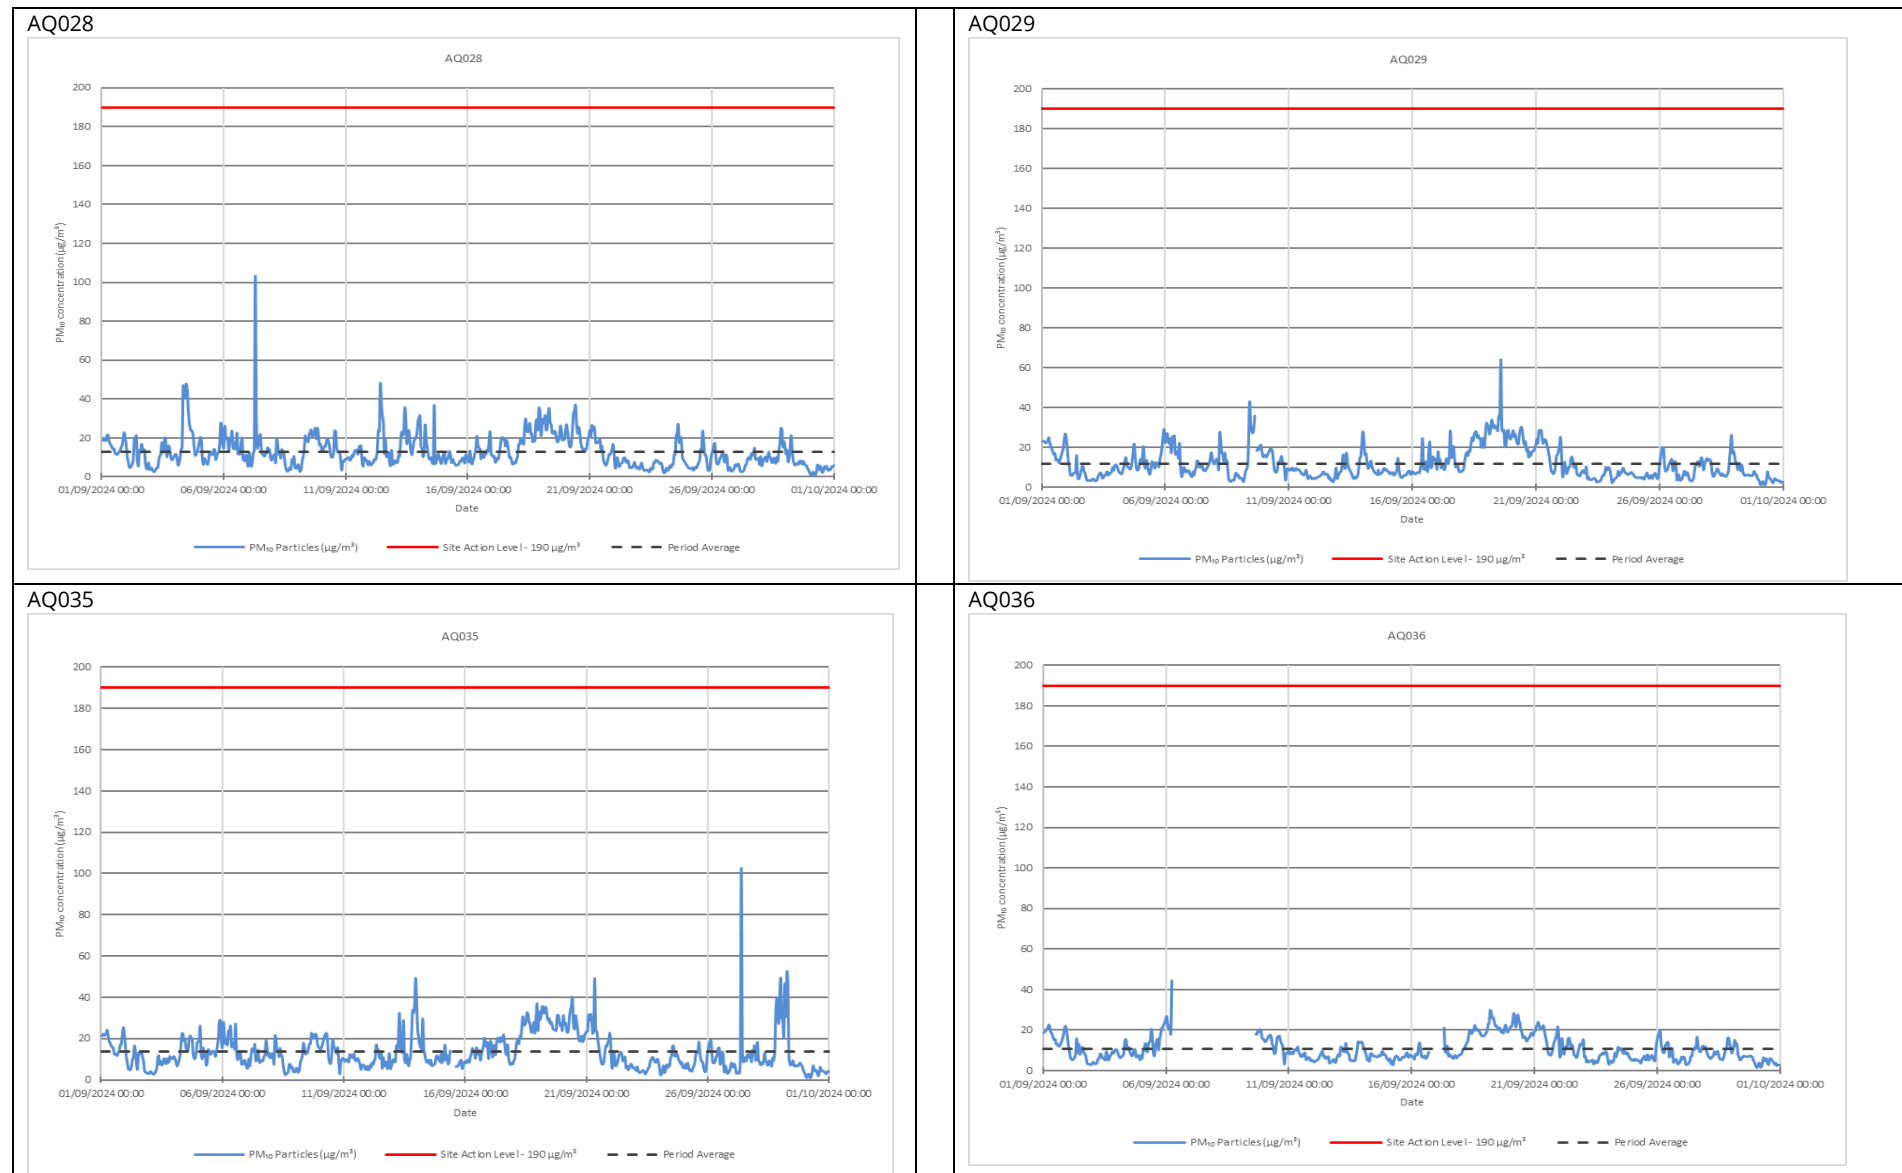 AQ028
AQ028
200
180
160
140
120
100
80
60
40
20
0
PM₁₀ concentration (µg/m³)
01/09/2024 00:00 06/09/2024 00:00 11/09/2024 00:00 16/09/2024 00:00 21/09/2024 00:00 26/09/2024 00:00 01/10/2024 00:00
Date
PM₁₀ Particles (µg/m³) Site Action Level - 190 µg/m³ Period Average
AQ029
AQ029
200
180
160
140
120
100
80
60
40
20
0
PM₁₀ concentration (µg/m³)
01/09/2024 00:00 06/09/2024 00:00 11/09/2024 00:00 16/09/2024 00:00 21/09/2024 00:00 26/09/2024 00:00 01/10/2024 00:00
Date
PM₁₀ Particles (µg/m³) Site Action Level - 190 µg/m³ Period Average
AQ035
AQ035
200
180
160
140
120
100
80
60
40
20
0
PM₁₀ concentration (µg/m³)
01/09/2024 00:00 06/09/2024 00:00 11/09/2024 00:00 16/09/2024 00:00 21/09/2024 00:00 26/09/2024 00:00 01/10/2024 00:00
Date
PM₁₀ Particles (µg/m³) Site Action Level - 190 µg/m³ Period Average
AQ036
AQ036
200
180
160
140
120
100
80
60
40
20
0
PM₁₀ concentration (µg/m³)
01/09/2024 00:00 06/09/2024 00:00 11/09/2024 00:00 16/09/2024 00:00 21/09/2024 00:00 26/09/2024 00:00 01/10/2024 00:00
Date
PM₁₀ Particles (µg/m³) Site Action Level - 190 µg/m³ Period Average